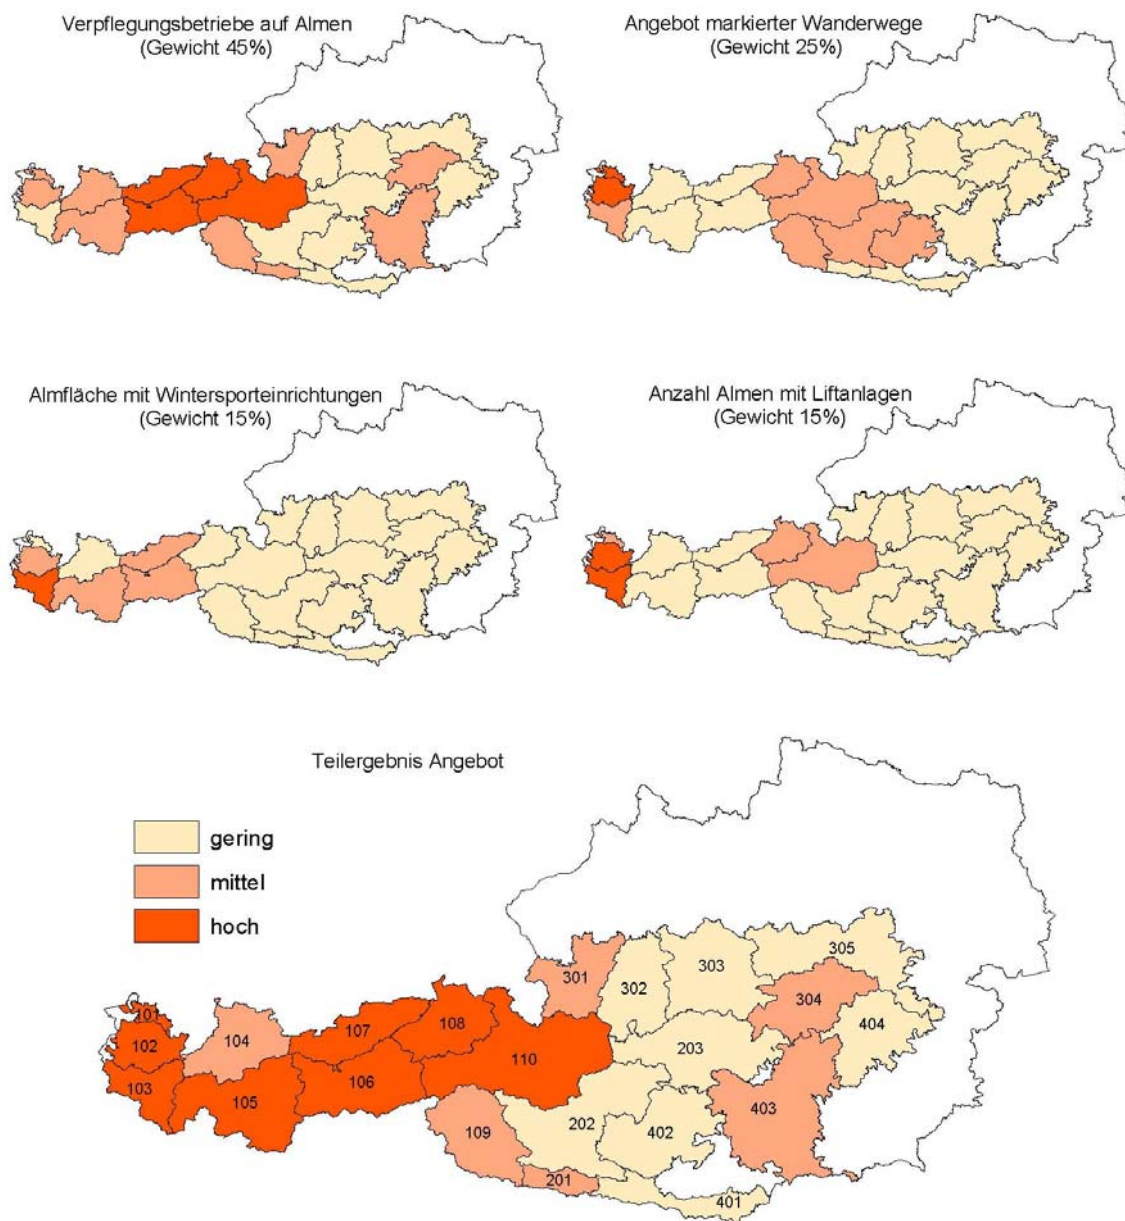 Verpflegungsbetriebe auf Almen
(Gewicht 45%)
Angebot markierter Wanderwege
(Gewicht 25%)
Almfläche mit Wintersporteinrichtungen
(Gewicht 15%)
Anzahl Almen mit Liftanlagen
(Gewicht 15%)
Teilergebnis Angebot
gering
mittel
hoch
305
301
303
302
304
101
404
104
107
108
102
203
110
103
106
105
403
202
402
109
201
401